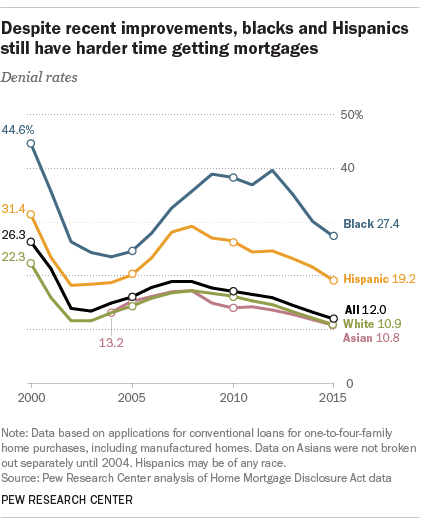 Despite recent improvements, blacks and Hispanics
still have harder time getting mortgages
Denial rates
50%
44.6%
40
31.4
26.3
22.3
Black 27.4
Hispanic 19.2
All 12.0
White 10.9
Asian 10.8
13.2
0
2000 2005 2010 2015
Note: Data based on applications for conventional loans for one-to-four-family
home purchases, including manufactured homes. Data on Asians were not broken
out separately until 2004. Hispanics may be of any race.
Source: Pew Research Center analysis of Home Mortgage Disclosure Act data
PEW RESEARCH CENTER